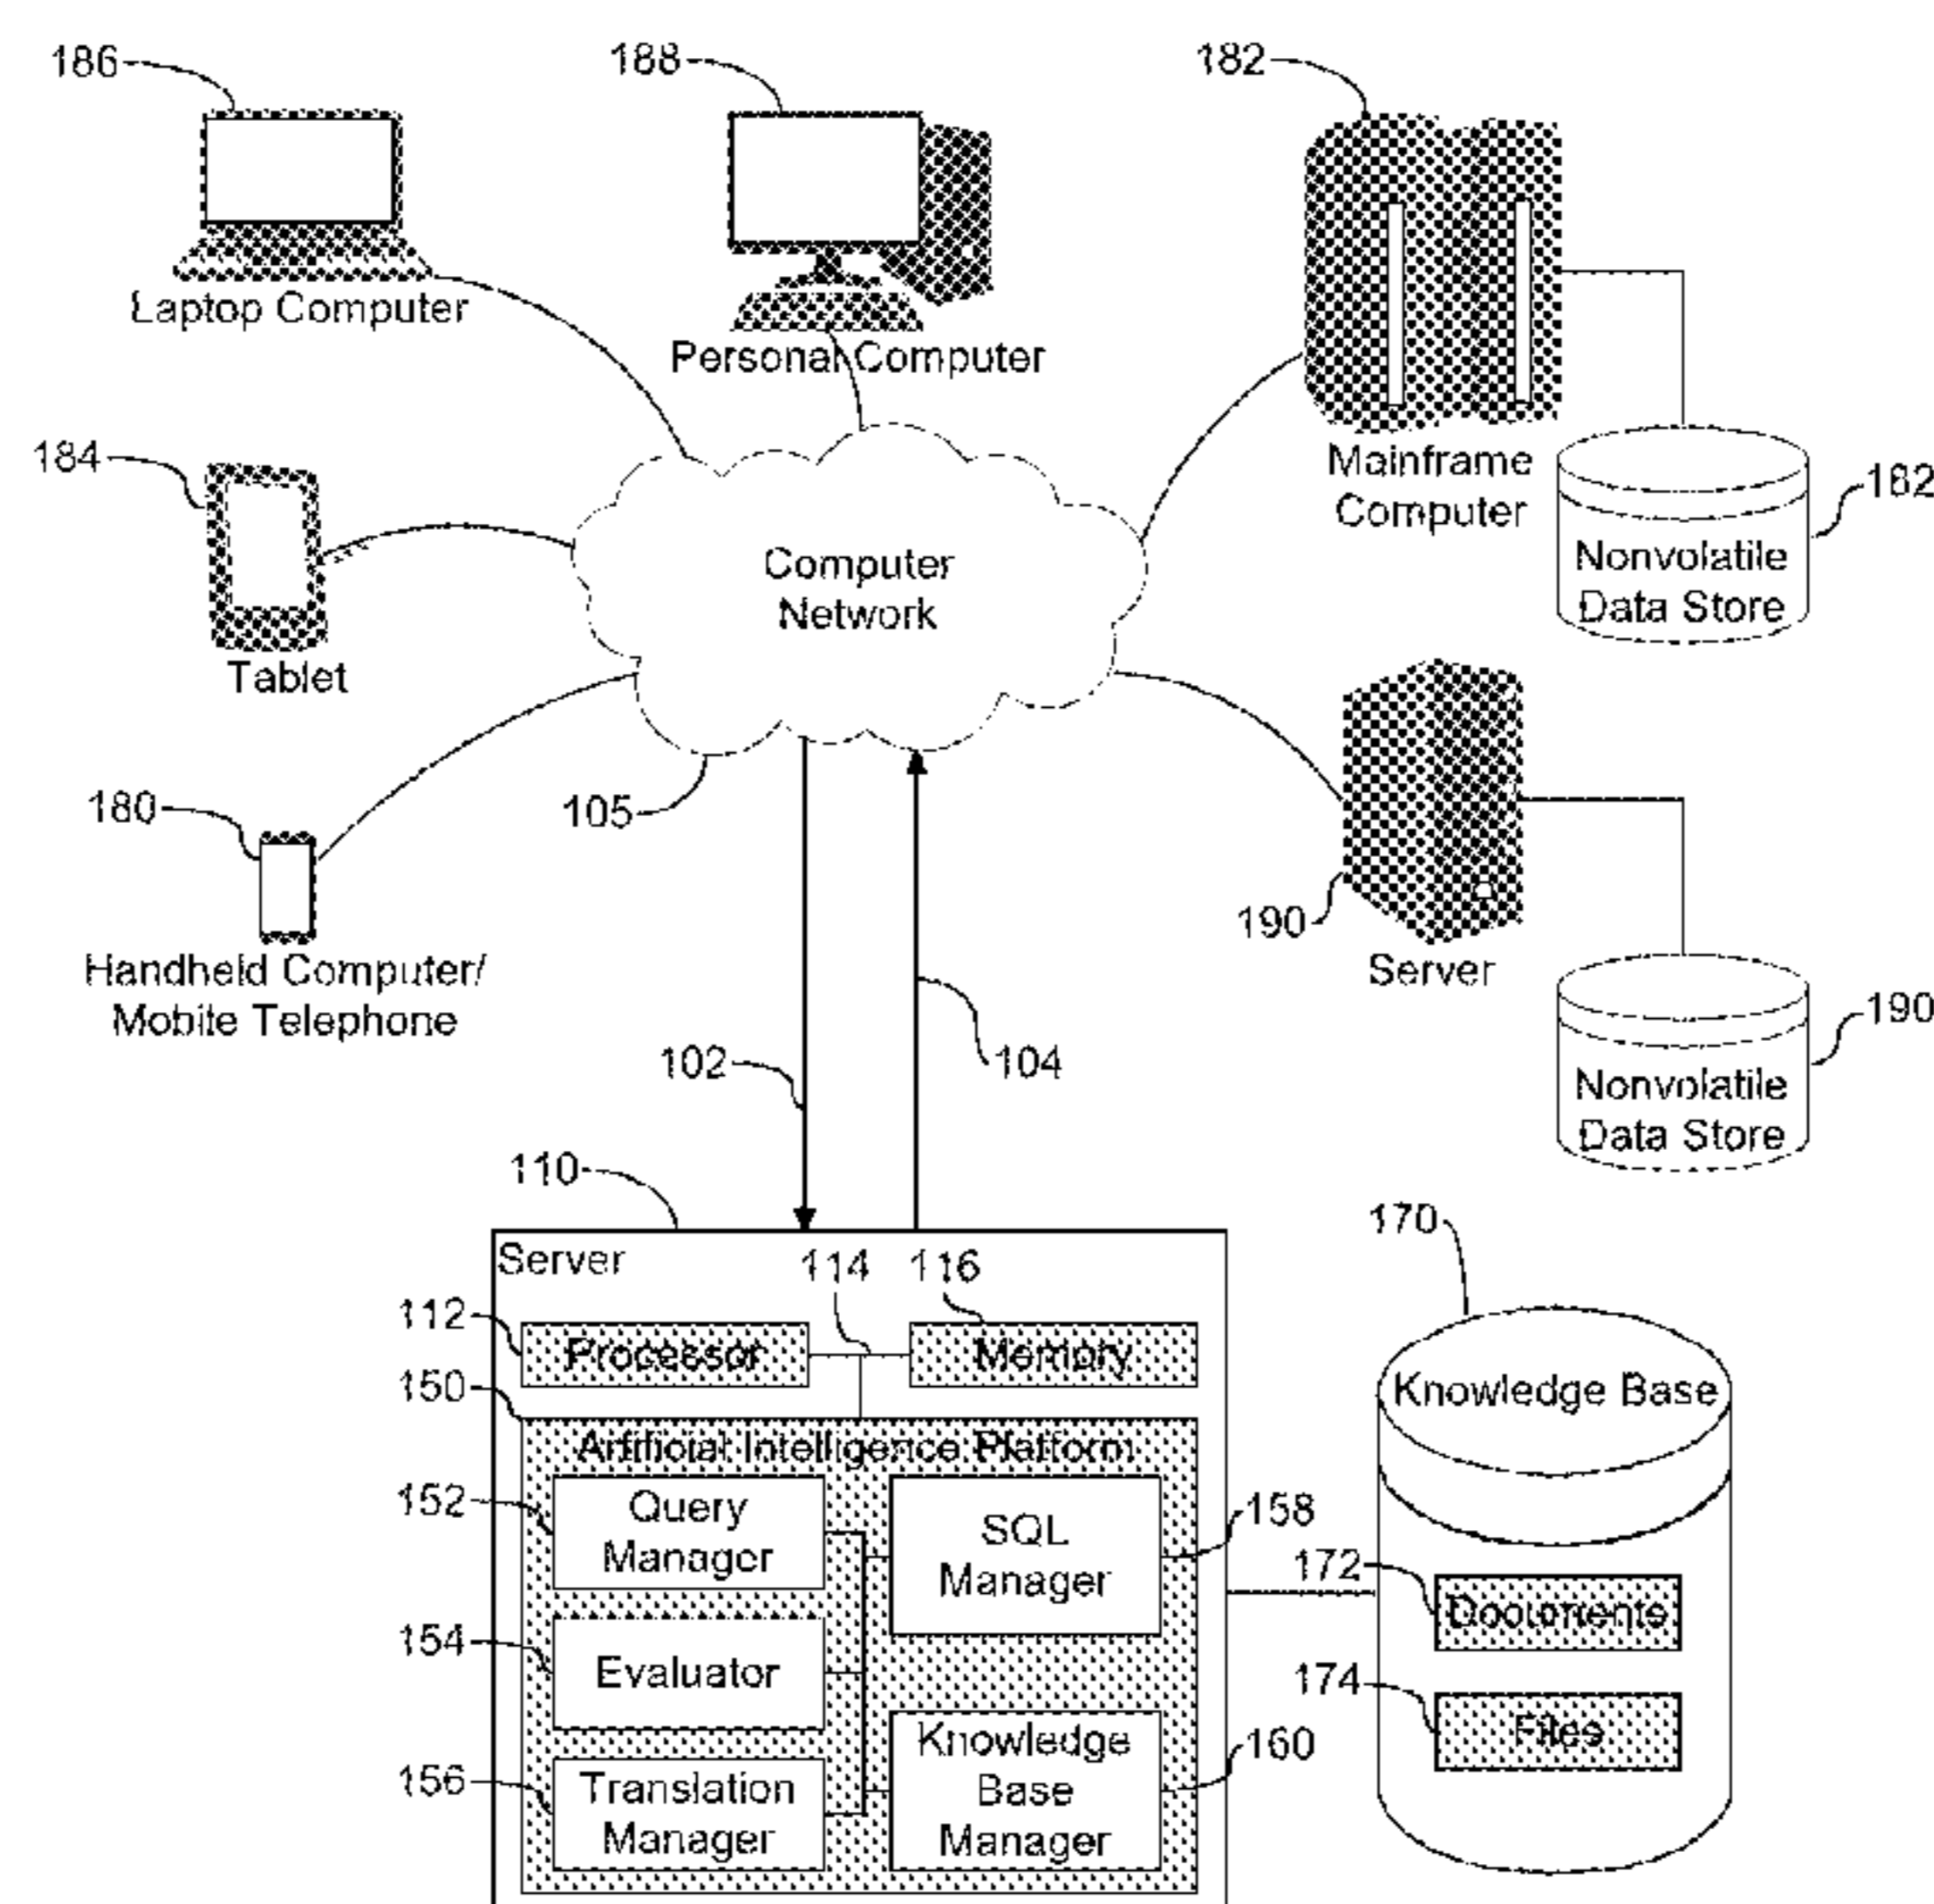 186
188
182
Laptop Computer
Personal Computer
184
Mainframe
Computer
182
Nonvolatile
Data Store
Computer
Network
Tablet
180
105
190
Server
Handheld Computer/
Mobile Telephone
190
Nonvolatile
Data Store
102
104
110
Server
114
116
170
112
Processor
Memory
150
Knowledge Base
Artificial Intelligence Platform
152
Query
Manager
SQL
Manager
158
172
Documents
154
Evaluator
174
Files
156
Translation
Manager
Knowledge
Base
Manager
160